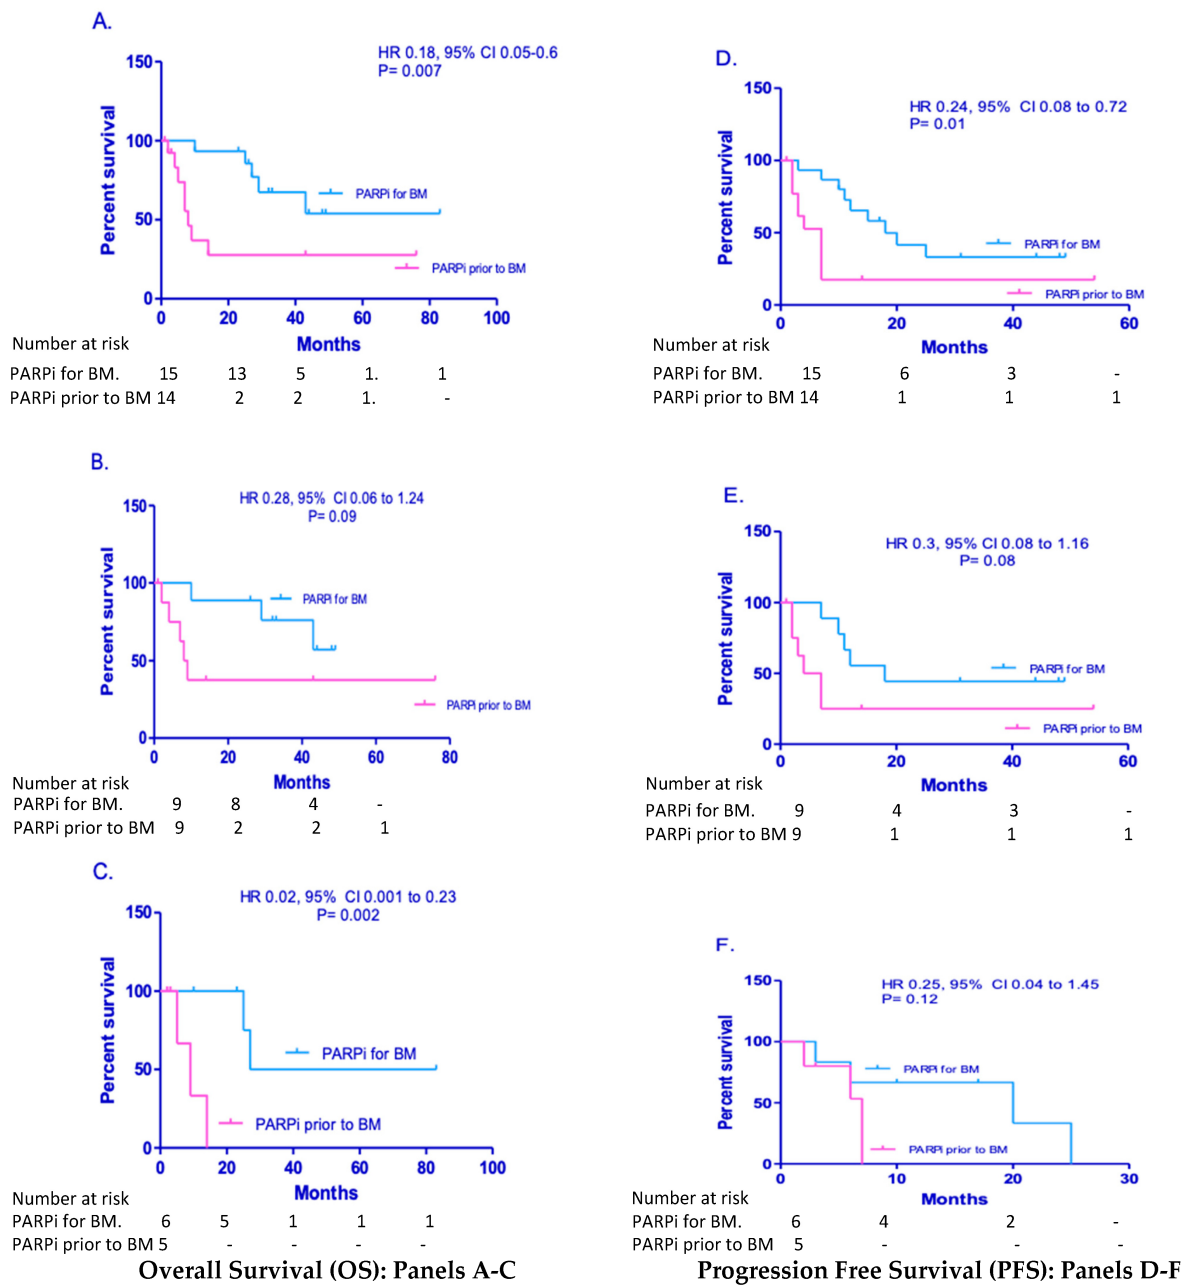 A.
HR 0.18, 95% CI 0.05-0.6
P= 0.007
150
100
50
0
Percent survival
PARPi for BM
PARPi prior to BM
0 20 40 60 80 100
Months
Number at risk
PARPi for BM. 15 13 5 1. 1
PARPi prior to BM 14 2 2 1. -
B.
HR 0.28, 95% CI 0.06 to 1.24
P= 0.09
150
100
50
0
Percent survival
PARPi for BM
PARPi prior to BM
0 20 40 60 80
Months
Number at risk
PARPi for BM. 9 8 4 -
PARPi prior to BM 9 2 2 1
C.
HR 0.02, 95% CI 0.001 to 0.23
P= 0.002
150
100
50
0
Percent survival
PARPi for BM
PARPi prior to BM
0 20 40 60 80 100
Months
Number at risk
PARPi for BM. 6 5 1 1 1
PARPi prior to BM 5 - - - -
Overall Survival (OS): Panels A-C
D.
HR 0.24, 95% CI 0.08 to 0.72
P= 0.01
150
100
50
0
Percent survival
PARPi for BM
PARPi prior to BM
0 20 40 60
Months
Number at risk
PARPi for BM. 15 6 3 -
PARPi prior to BM 14 1 1 1
E.
HR 0.3, 95% CI 0.08 to 1.16
P= 0.08
150
100
50
0
Percent survival
PARPi for BM
PARPi prior to BM
0 20 40 60
Months
Number at risk
PARPi for BM. 9 4 3 -
PARPi prior to BM 9 1 1 1
F.
HR 0.25, 95% CI 0.04 to 1.45
P= 0.12
150
100
50
0
Percent survival
PARPi for BM
PARPi prior to BM
0 10 20 30
Months
Number at risk
PARPi for BM. 6 4 2 -
PARPi prior to BM 5 - - -
Progression Free Survival (PFS): Panels D-F